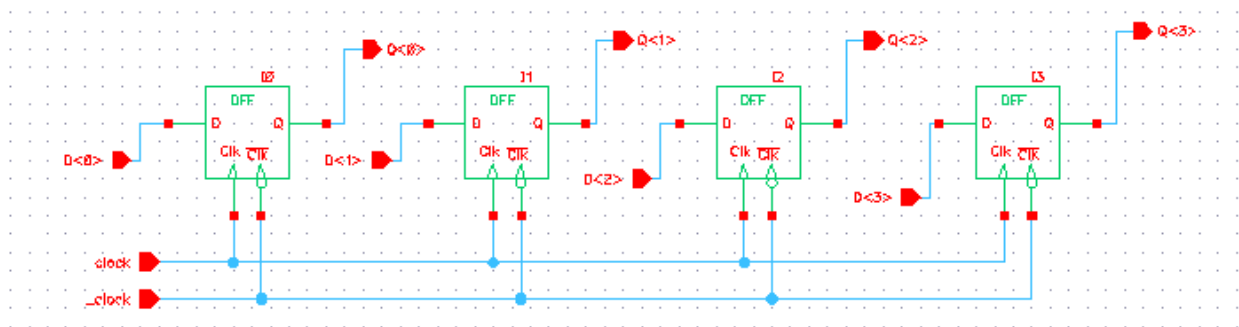 Q<3>
Q<0> Q<1> Q<2>
I0 I1 I2 I3
DFF DFF DFF DFF
D Q D Q D Q D Q
Clk Clk Clk Clk Clk Clk Clk Clk
D<0> D<1>
D<2>
D<3>
clock
_clock